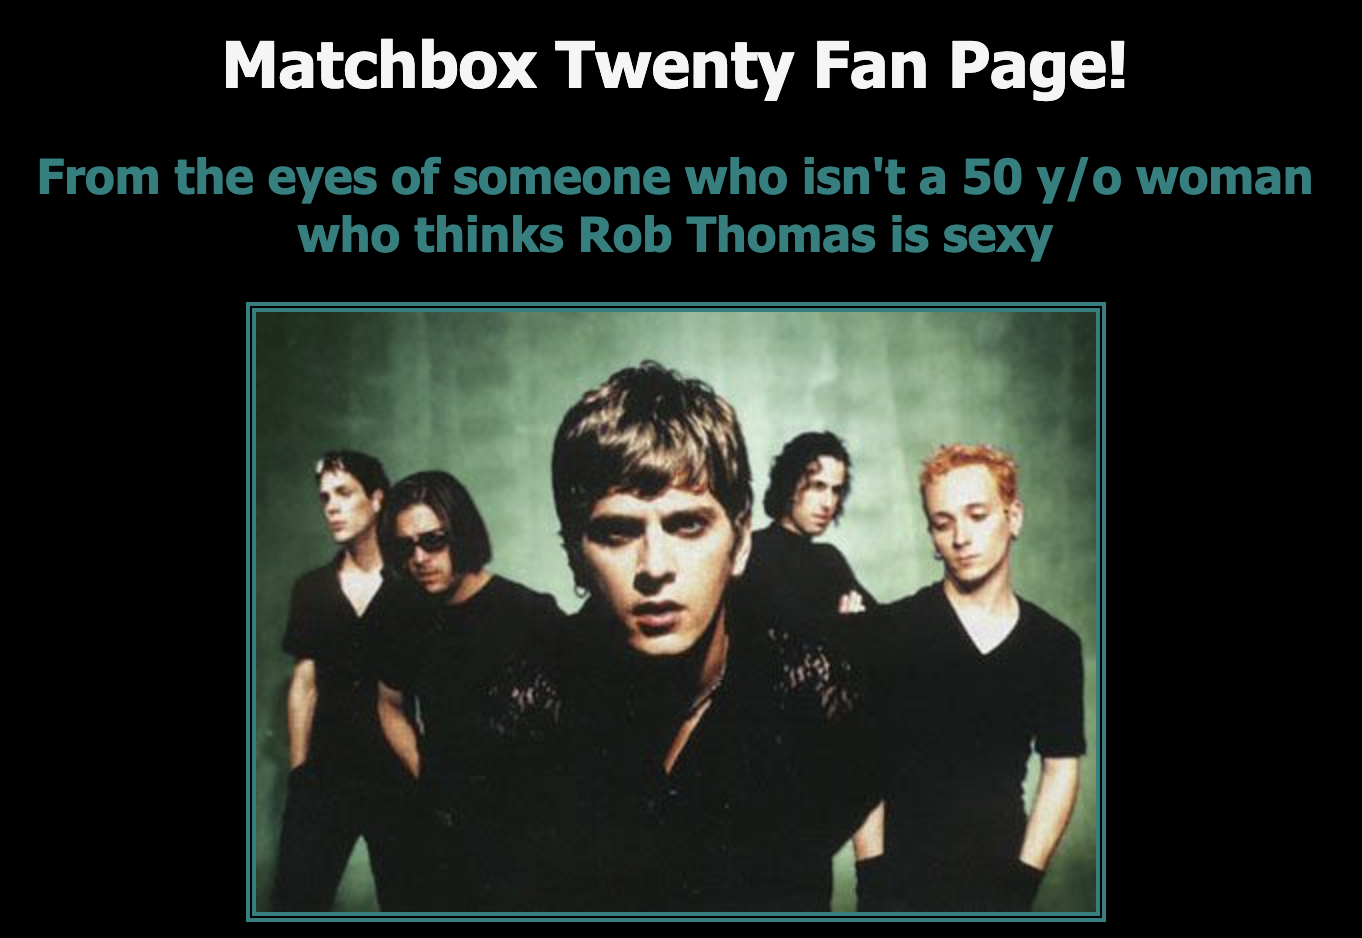 Matchbox Twenty Fan Page!
From the eyes of someone who isn't a 50 y/o woman
who thinks Rob Thomas is sexy